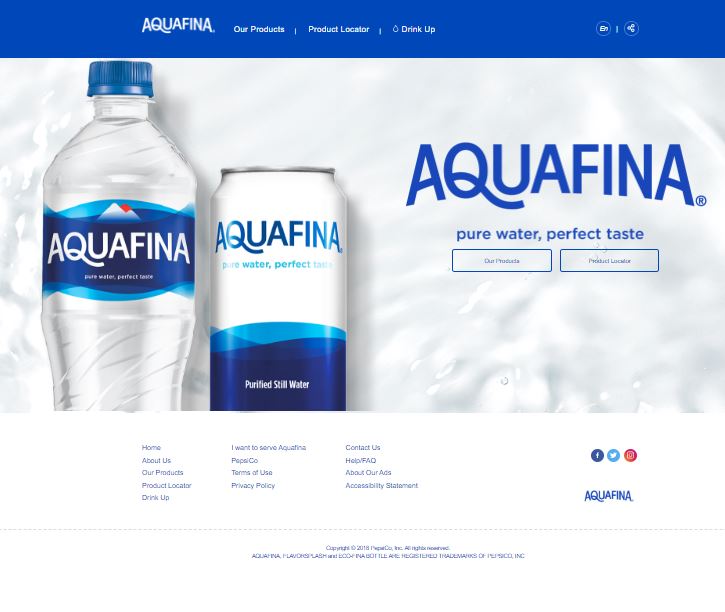 AQUAFINA
Our Products | Product Locator | Drink Up
En |
AQUAFINA
pure water, perfect taste
AQUAFINA
pure water, perfect taste
Purified Still Water
AQUAFINA®
pure water, perfect taste
Our Products
Product Locator
Home
About Us
Our Products
Product Locator
Drink Up
I want to serve Aquafina
PepsiCo
Terms of Use
Privacy Policy
Contact Us
Help/FAQ
About Our Ads
Accessibility Statement
AQUAFINA
Copyright © 2018 PepsiCo, Inc. All rights reserved.
AQUAFINA, FLAVORSPLASH and ECO-FINA BOTTLE ARE REGISTERED TRADEMARKS OF PEPSICO, INC